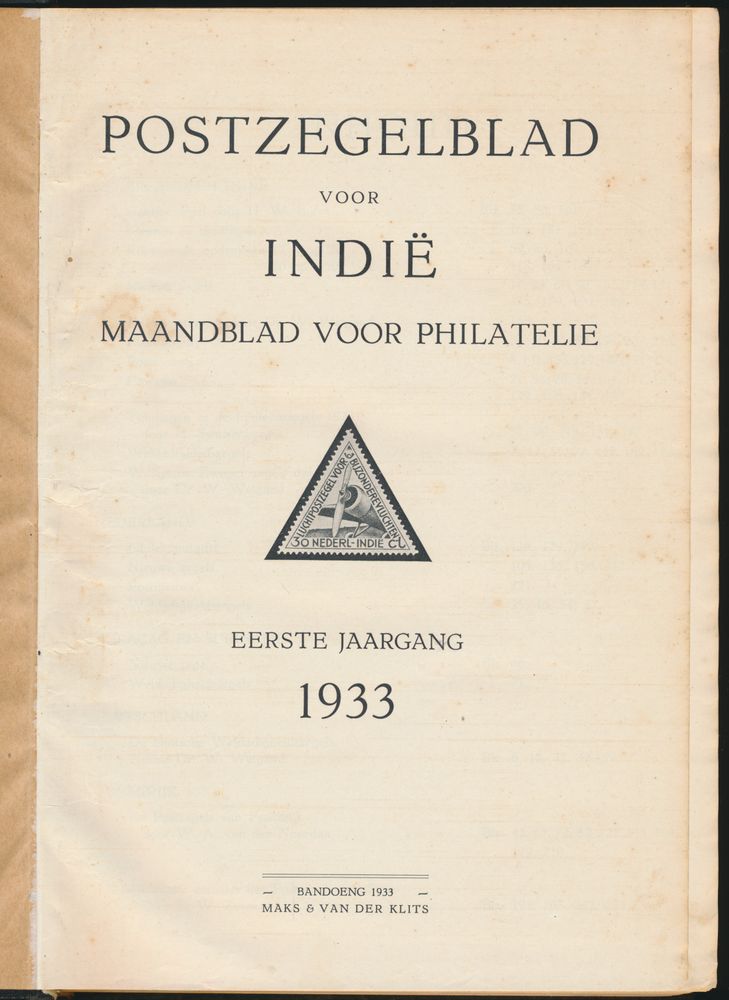 POSTZEGELBLAD
VOOR
INDIË
MAANDBLAD VOOR PHILATELIE
LUCHTPOSTZEGEL VOOR
BIJZONDERE VLUCHTEN
30 NEDERL-INDIË CT.
EERSTE JAARGANG
1933
— BANDOENG 1933 —
MAKS & VAN DER KLITS